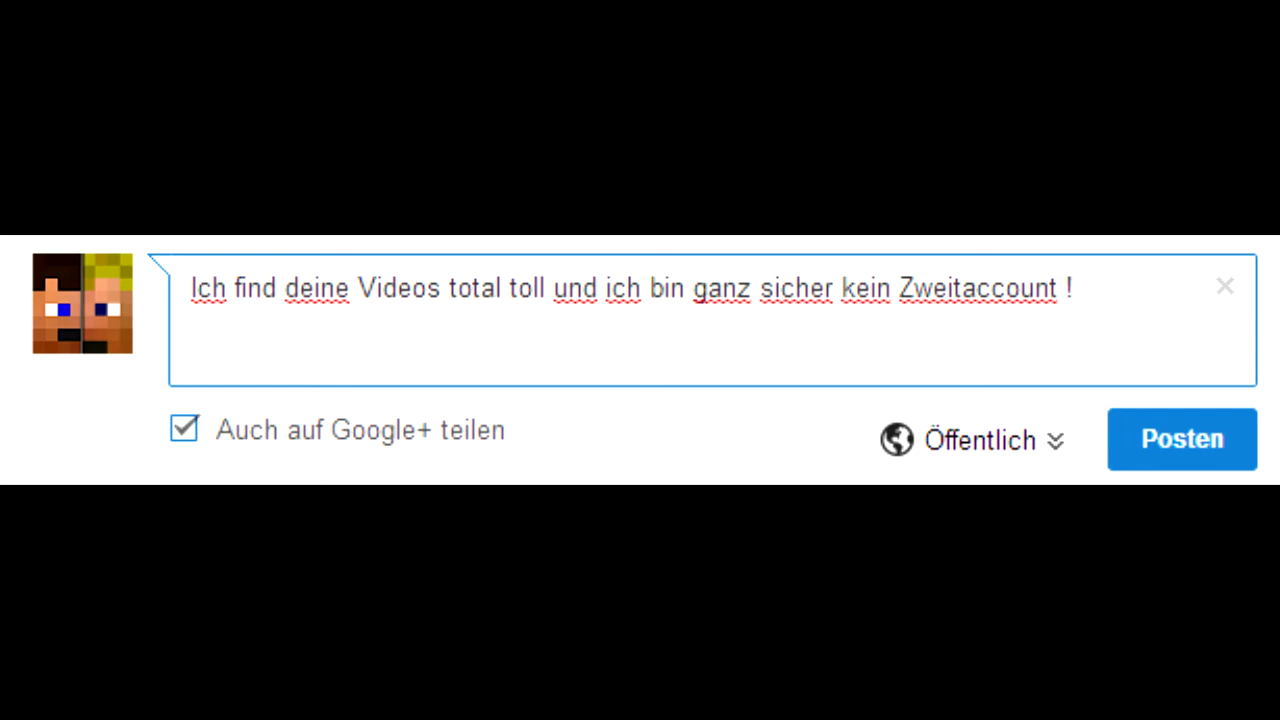 Ich find deine Videos total toll und ich bin ganz sicher kein Zweitaccount !
Auch auf Google+ teilen
Öffentlich
Posten